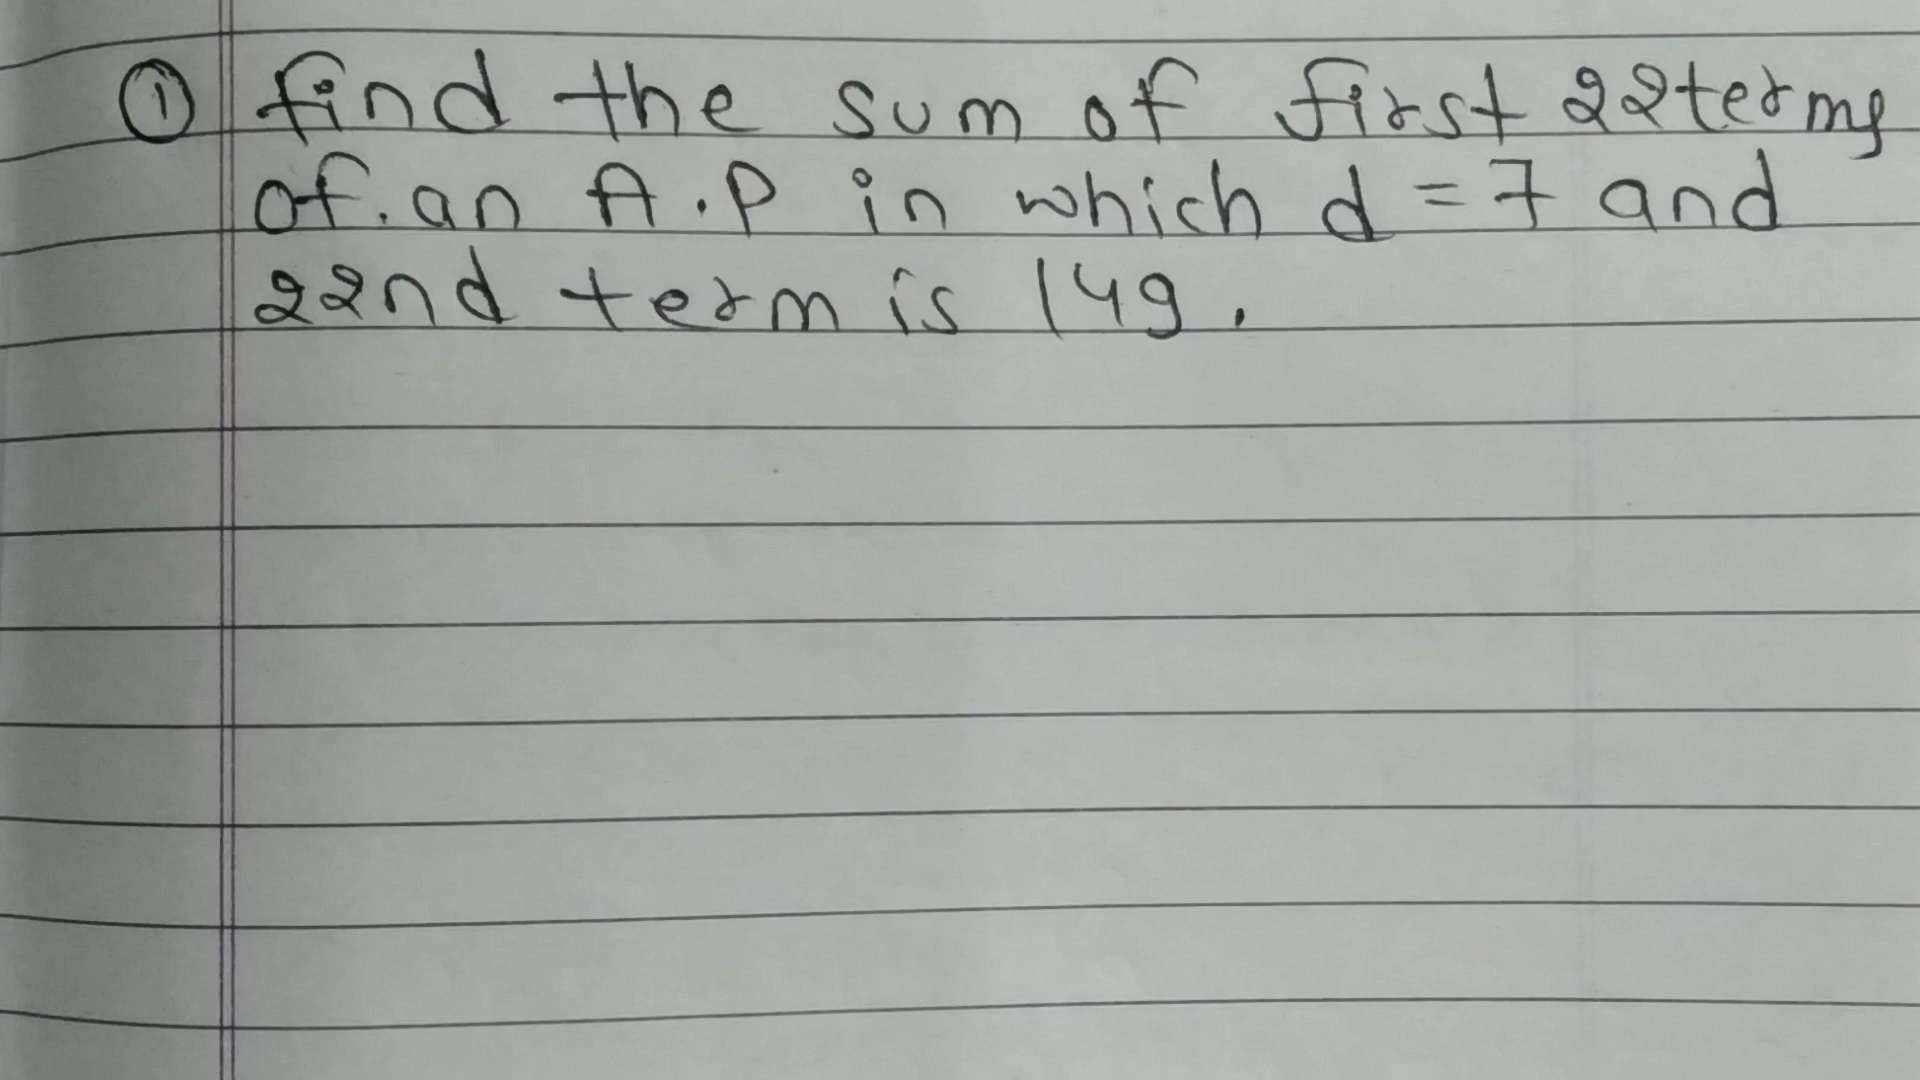 ① find the sum of first 22terms
of. an A.P in which d = 7 and
22nd term is 149.